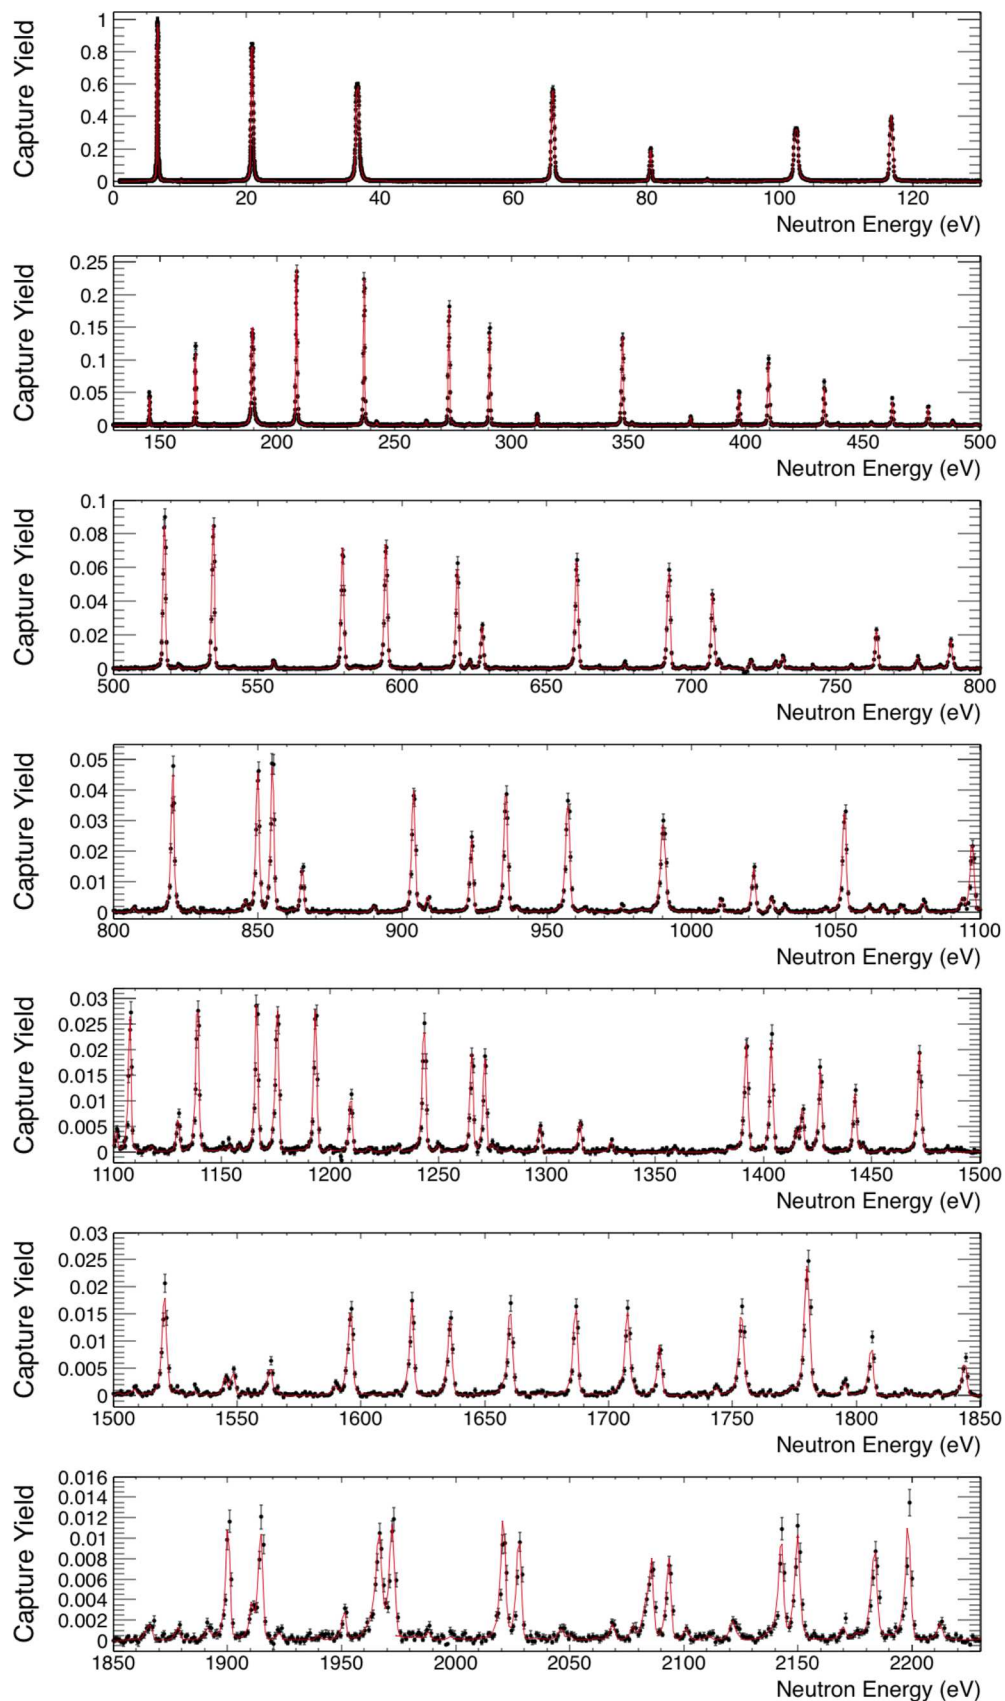 Capture Yield
1
0.8
0.6
0.4
0.2
0
0 20 40 60 80 100 120
Neutron Energy (eV)
Capture Yield
0.25
0.2
0.15
0.1
0.05
0
150 200 250 300 350 400 450 500
Neutron Energy (eV)
Capture Yield
0.1
0.08
0.06
0.04
0.02
0
500 550 600 650 700 750 800
Neutron Energy (eV)
Capture Yield
0.05
0.04
0.03
0.02
0.01
0
800 850 900 950 1000 1050 1100
Neutron Energy (eV)
Capture Yield
0.03
0.025
0.02
0.015
0.01
0.005
0
1100 1150 1200 1250 1300 1350 1400 1450 1500
Neutron Energy (eV)
Capture Yield
0.03
0.025
0.02
0.015
0.01
0.005
0
1500 1550 1600 1650 1700 1750 1800 1850
Neutron Energy (eV)
Capture Yield
0.016
0.014
0.012
0.01
0.008
0.006
0.004
0.002
0
1850 1900 1950 2000 2050 2100 2150 2200
Neutron Energy (eV)